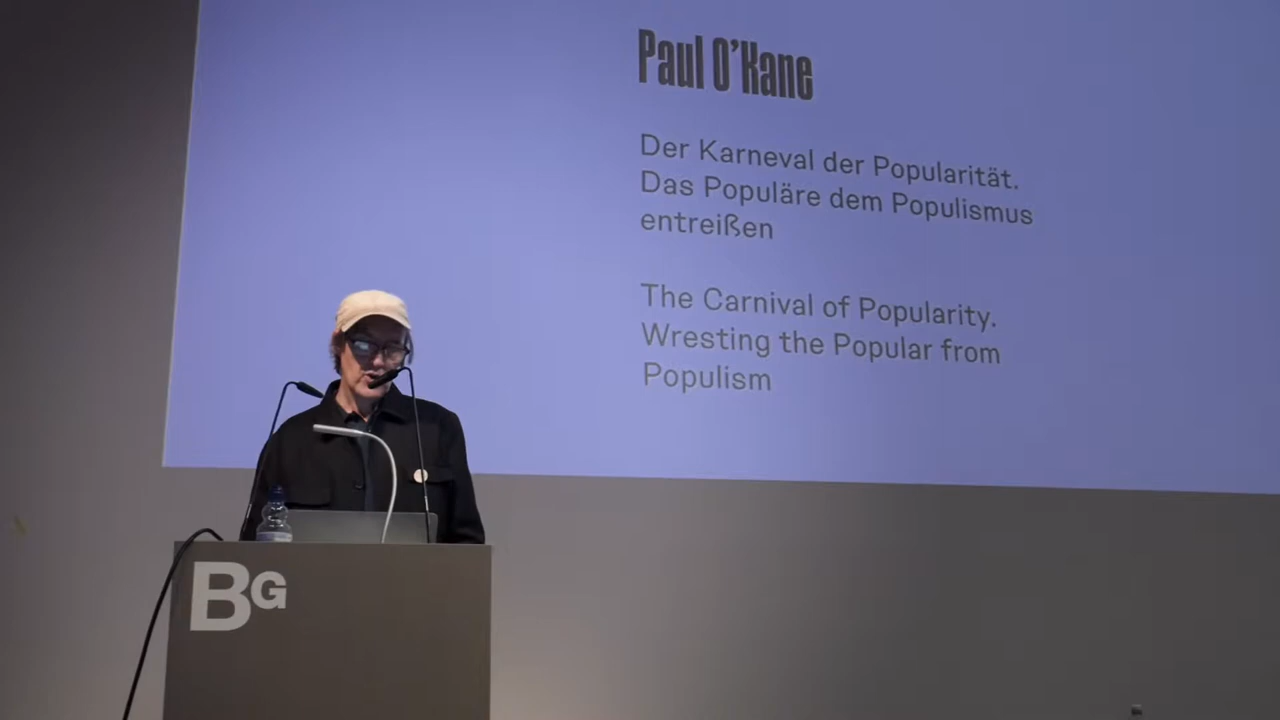 Paul O'Kane
Der Karneval der Popularität.
Das Populäre dem Populismus
entreißen
The Carnival of Popularity.
Wresting the Popular from
Populism
BG